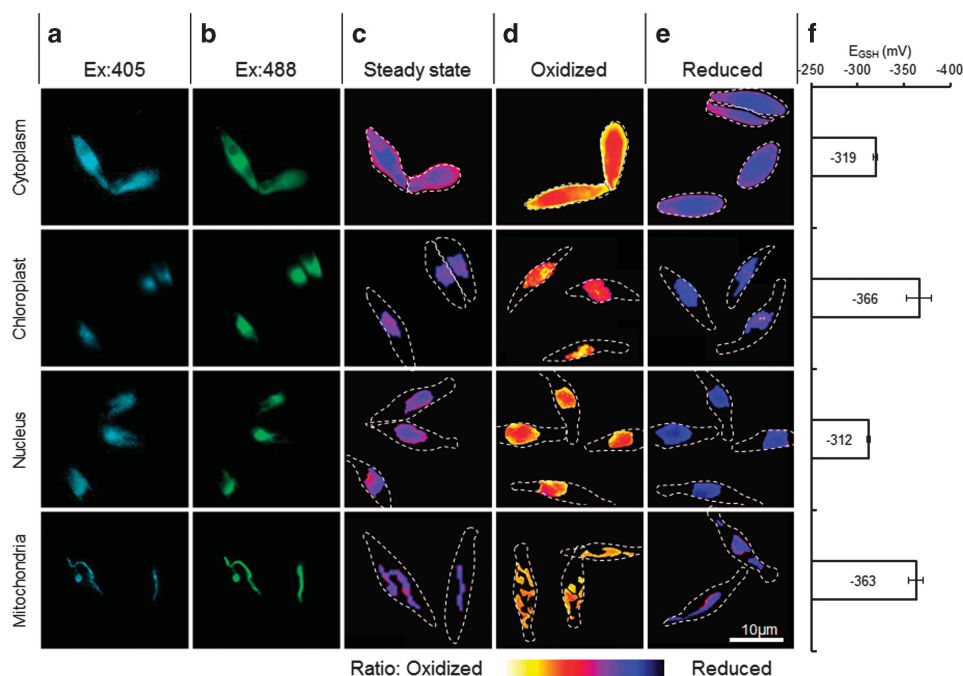 a b c d e f
Ex:405 Ex:488 Steady state Oxidized Reduced
E_GSH (mV)
-250 -300 -350 -400
Cytoplasm
-319
Chloroplast
-366
Nucleus
-312
Mitochondria
-363
10µm
Ratio: Oxidized Reduced